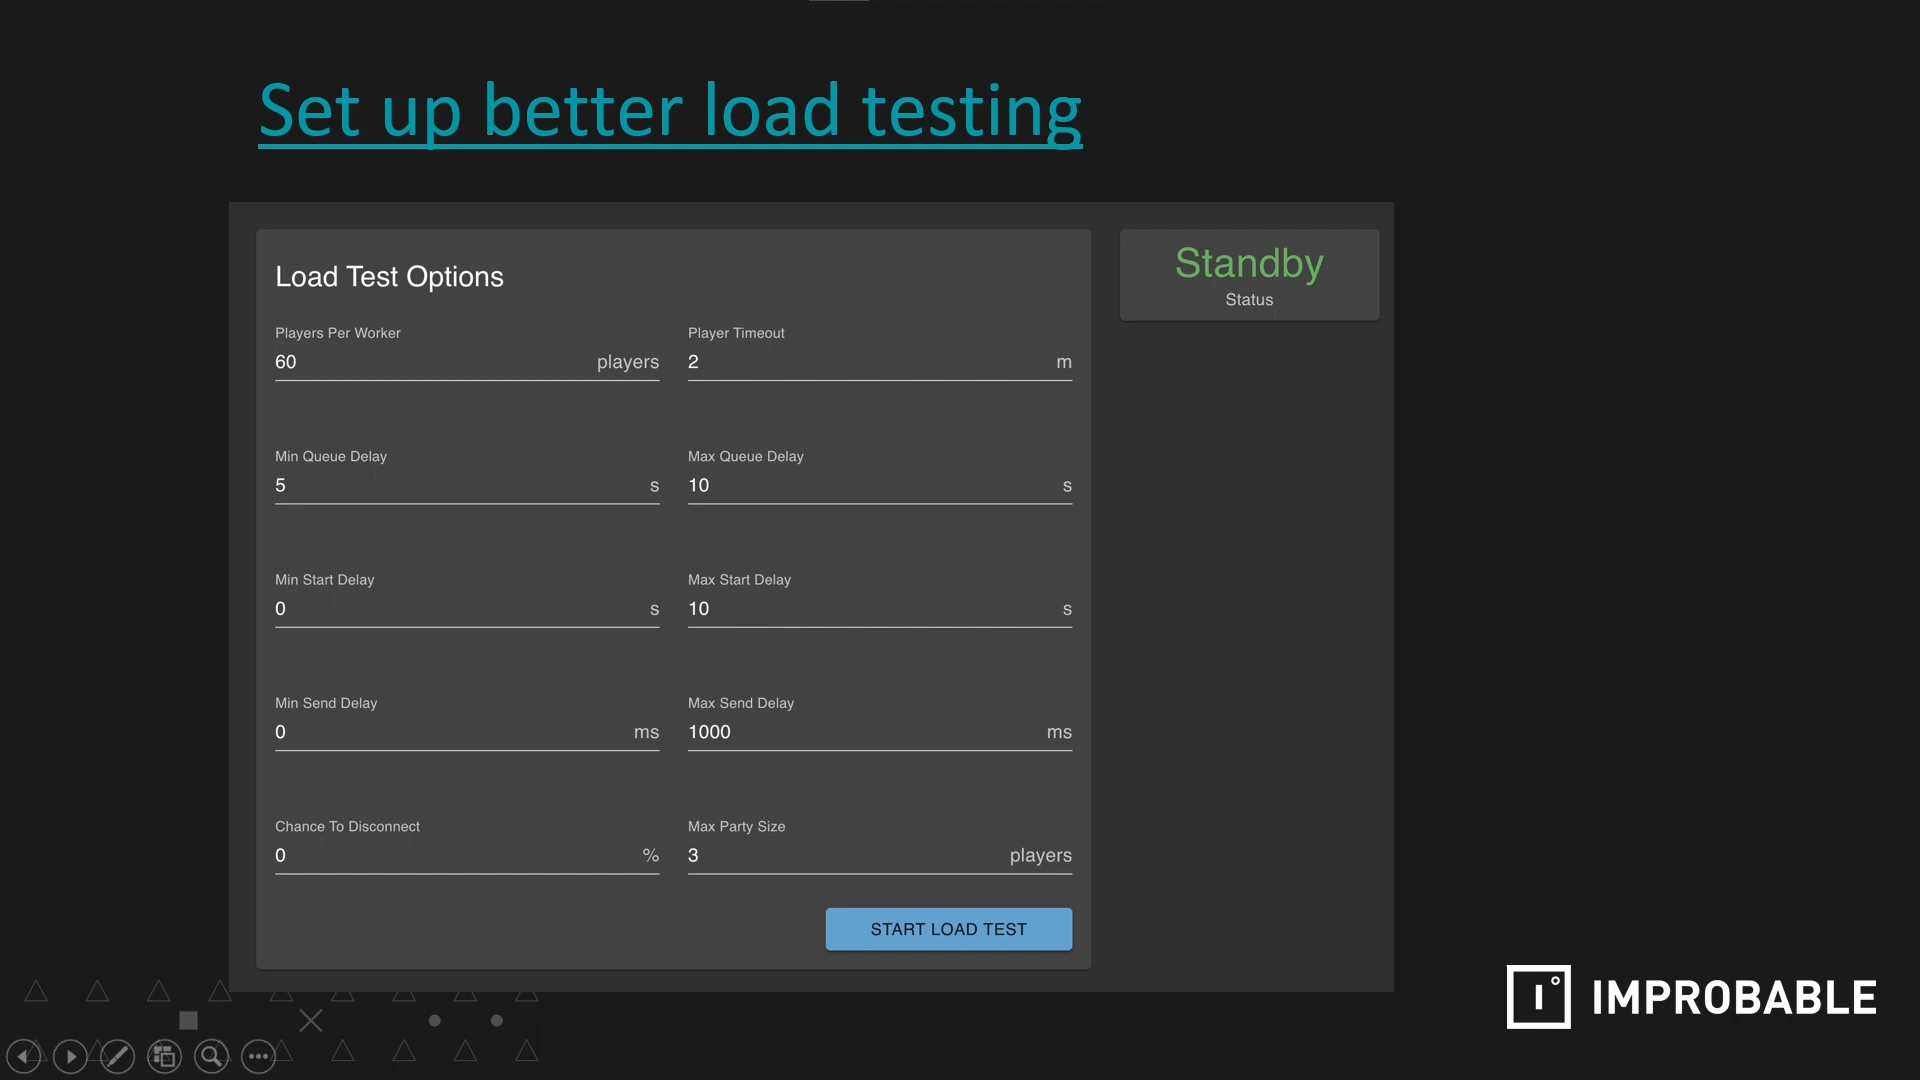 Set up better load testing
Load Test Options
Standby
Status
Players Per Worker
60 players
Player Timeout
2 m
Min Queue Delay
5 s
Max Queue Delay
10 s
Min Start Delay
0 s
Max Start Delay
10 s
Min Send Delay
0 ms
Max Send Delay
1000 ms
Chance To Disconnect
0 %
Max Party Size
3 players
START LOAD TEST
IMPROBABLE